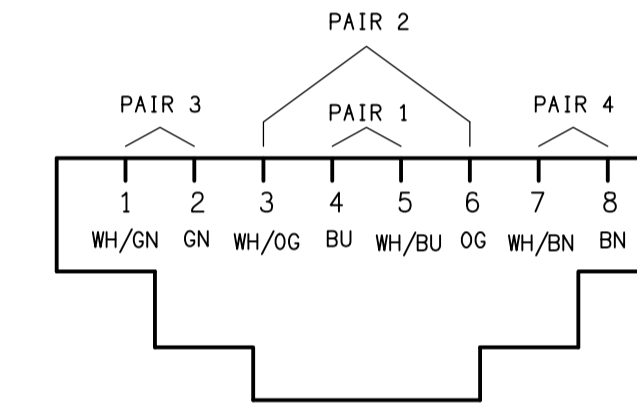 PAIR 2
PAIR 3 PAIR 1 PAIR 4
1 2 3 4 5 6 7 8
WH/GN GN WH/OG BU WH/BU OG WH/BN BN